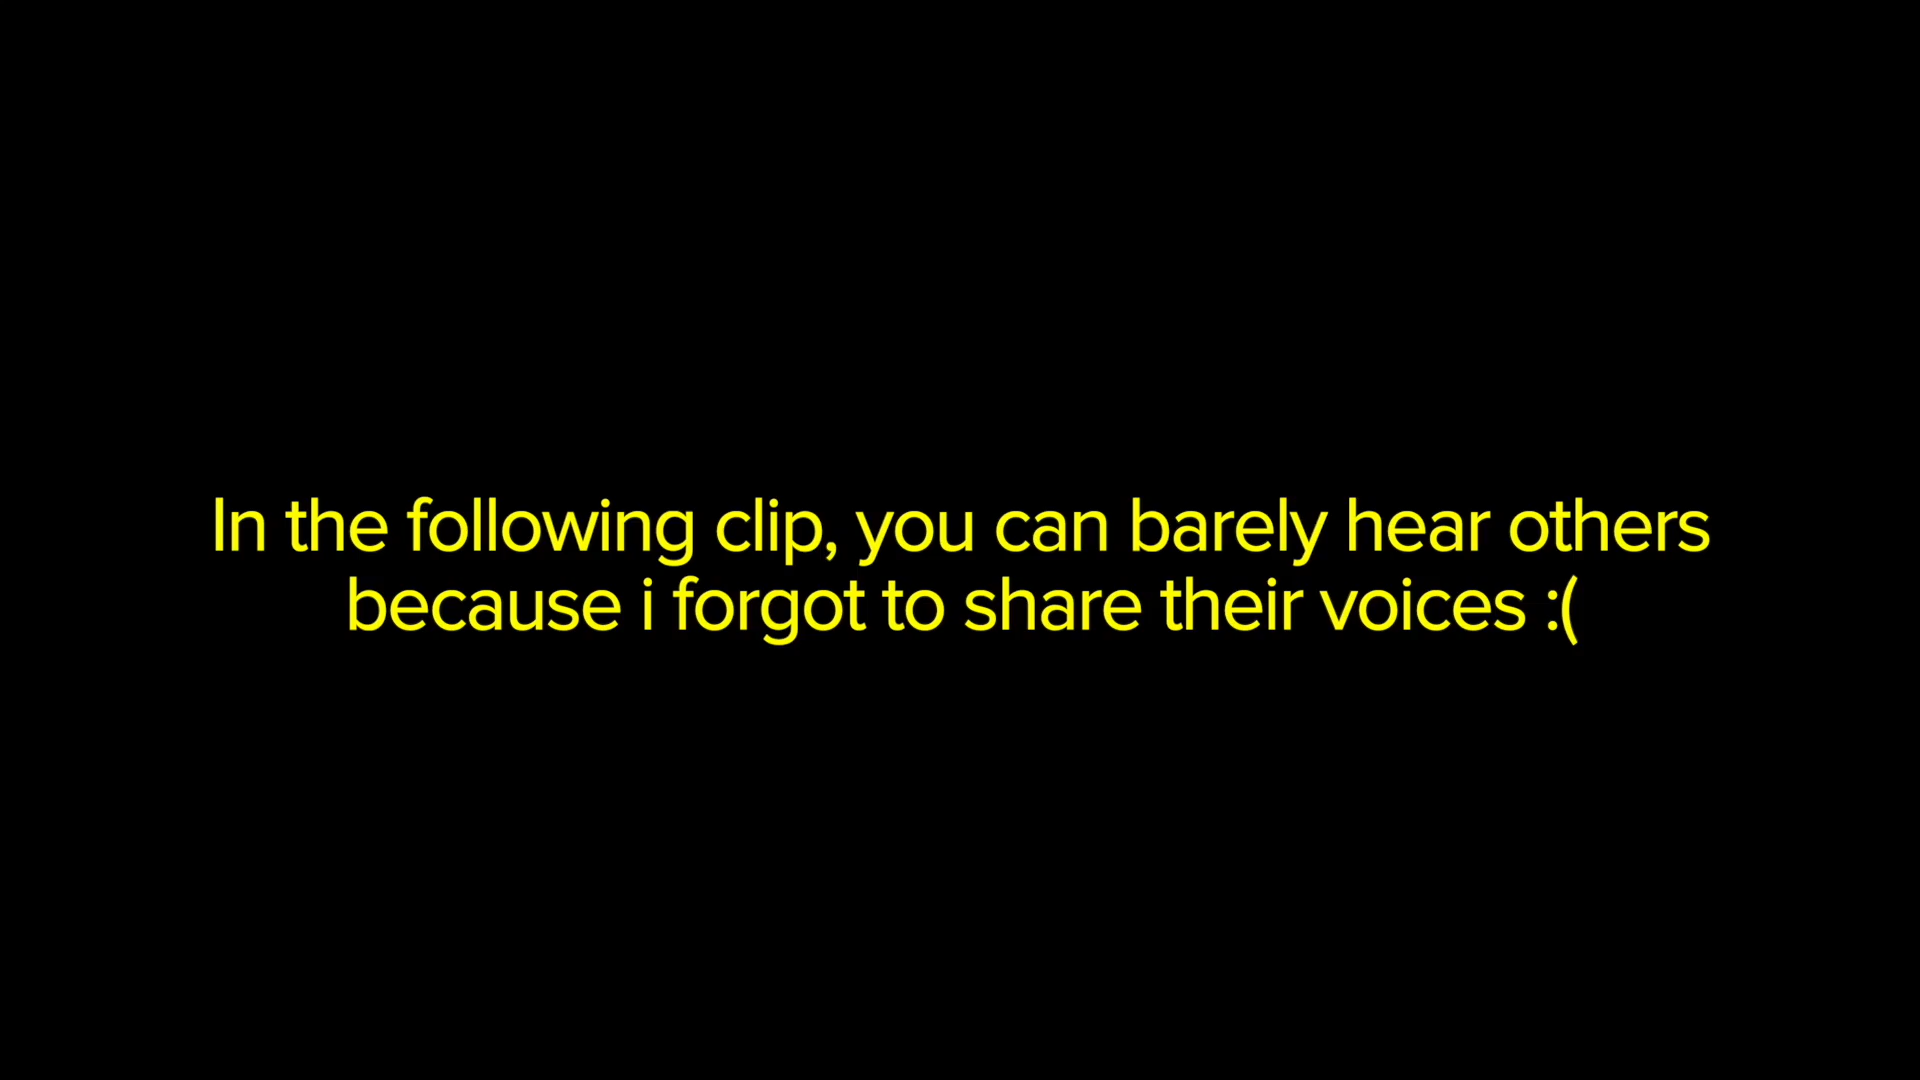 In the following clip, you can barely hear others
because i forgot to share their voices :(